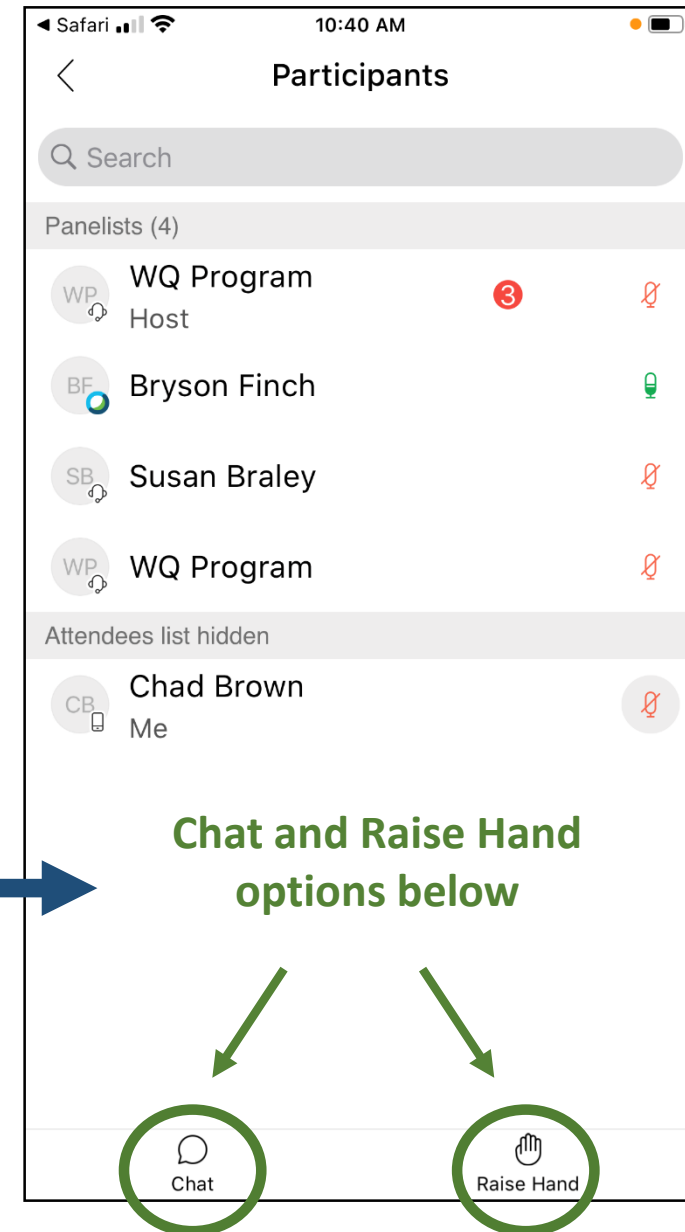 ◀ Safari 10:40 AM
Participants
Search
Panelists (4)
WP WQ Program 3
Host
BF Bryson Finch
SB Susan Braley
WP WQ Program
Attendees list hidden
CB Chad Brown
Me
Chat and Raise Hand
options below
Chat Raise Hand